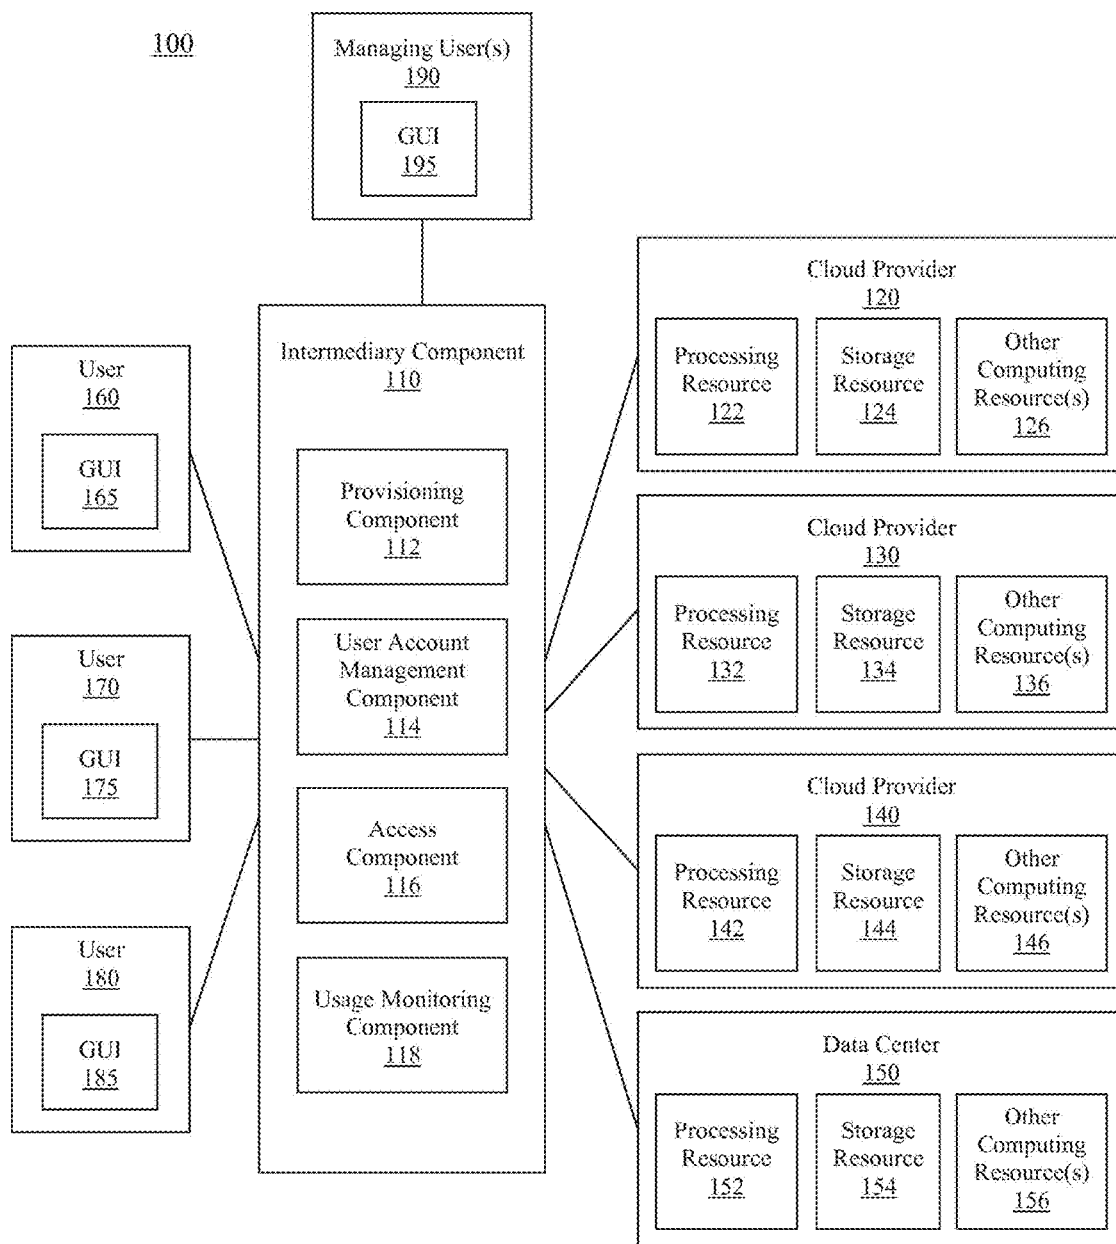 100
Managing User(s)
190
GUI
195
User
160
GUI
165
User
170
GUI
175
User
180
GUI
185
Intermediary Component
110
Provisioning
Component
112
User Account
Management
Component
114
Access
Component
116
Usage Monitoring
Component
118
Cloud Provider
120
Processing
Resource
122
Storage
Resource
124
Other
Computing
Resource(s)
126
Cloud Provider
130
Processing
Resource
132
Storage
Resource
134
Other
Computing
Resource(s)
136
Cloud Provider
140
Processing
Resource
142
Storage
Resource
144
Other
Computing
Resource(s)
146
Data Center
150
Processing
Resource
152
Storage
Resource
154
Other
Computing
Resource(s)
156